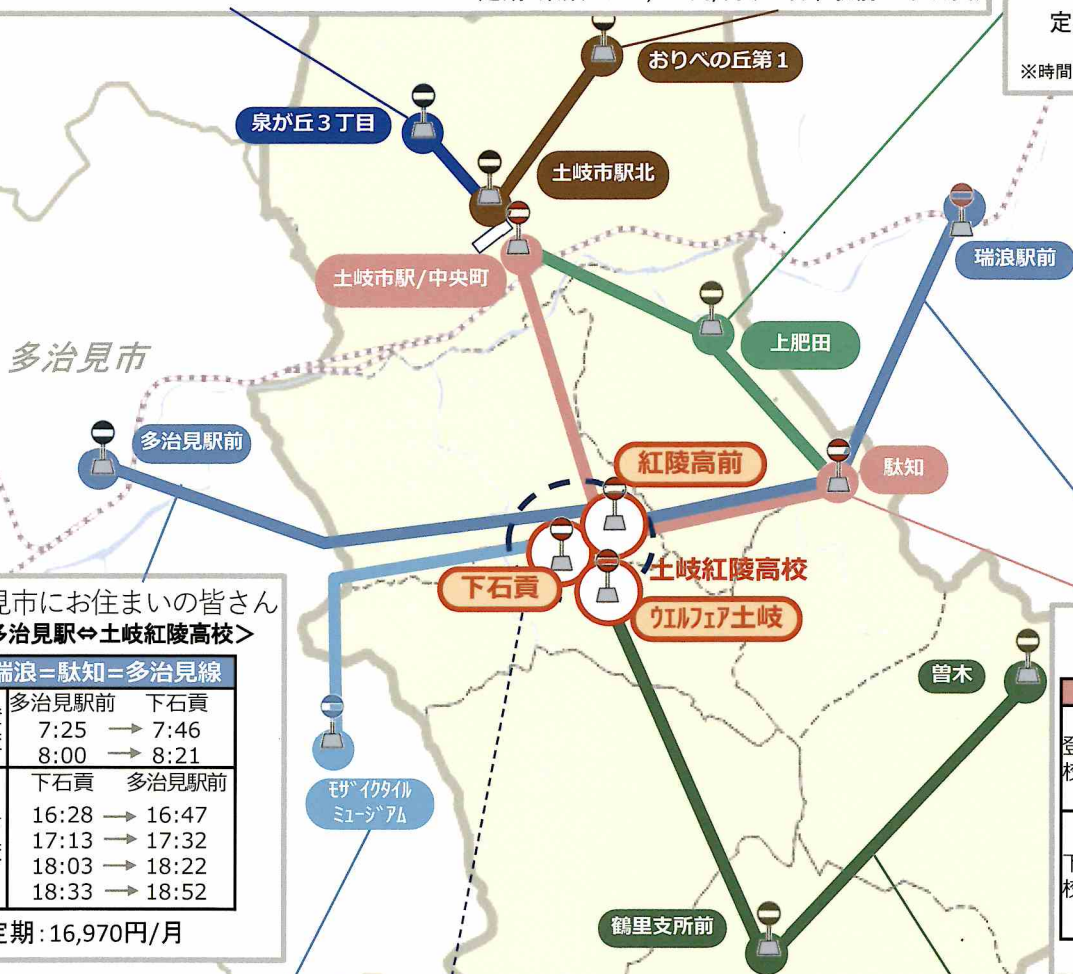 定
※時間
おりべの丘第1
泉が丘3丁目
土岐市駅北
瑞浪駅前
土岐市駅/中央町
上肥田
多治見市
多治見駅前
紅陵高前
駄知
土岐紅陵高校
下石貢
ウエルフェア土岐
見市にお住まいの皆さん
多治見駅⇔土岐紅陵高校>
瑞浪=駄知=多治見線
多治見駅前 下石貢
7:25 → 7:46
8:00 → 8:21
下石貢 多治見駅前
16:28 → 16:47
17:13 → 17:32
18:03 → 18:22
18:33 → 18:52
定期:16,970円/月
曽木
モザイクタイル
ミュージアム
鶴里支所前
登
校
下
校